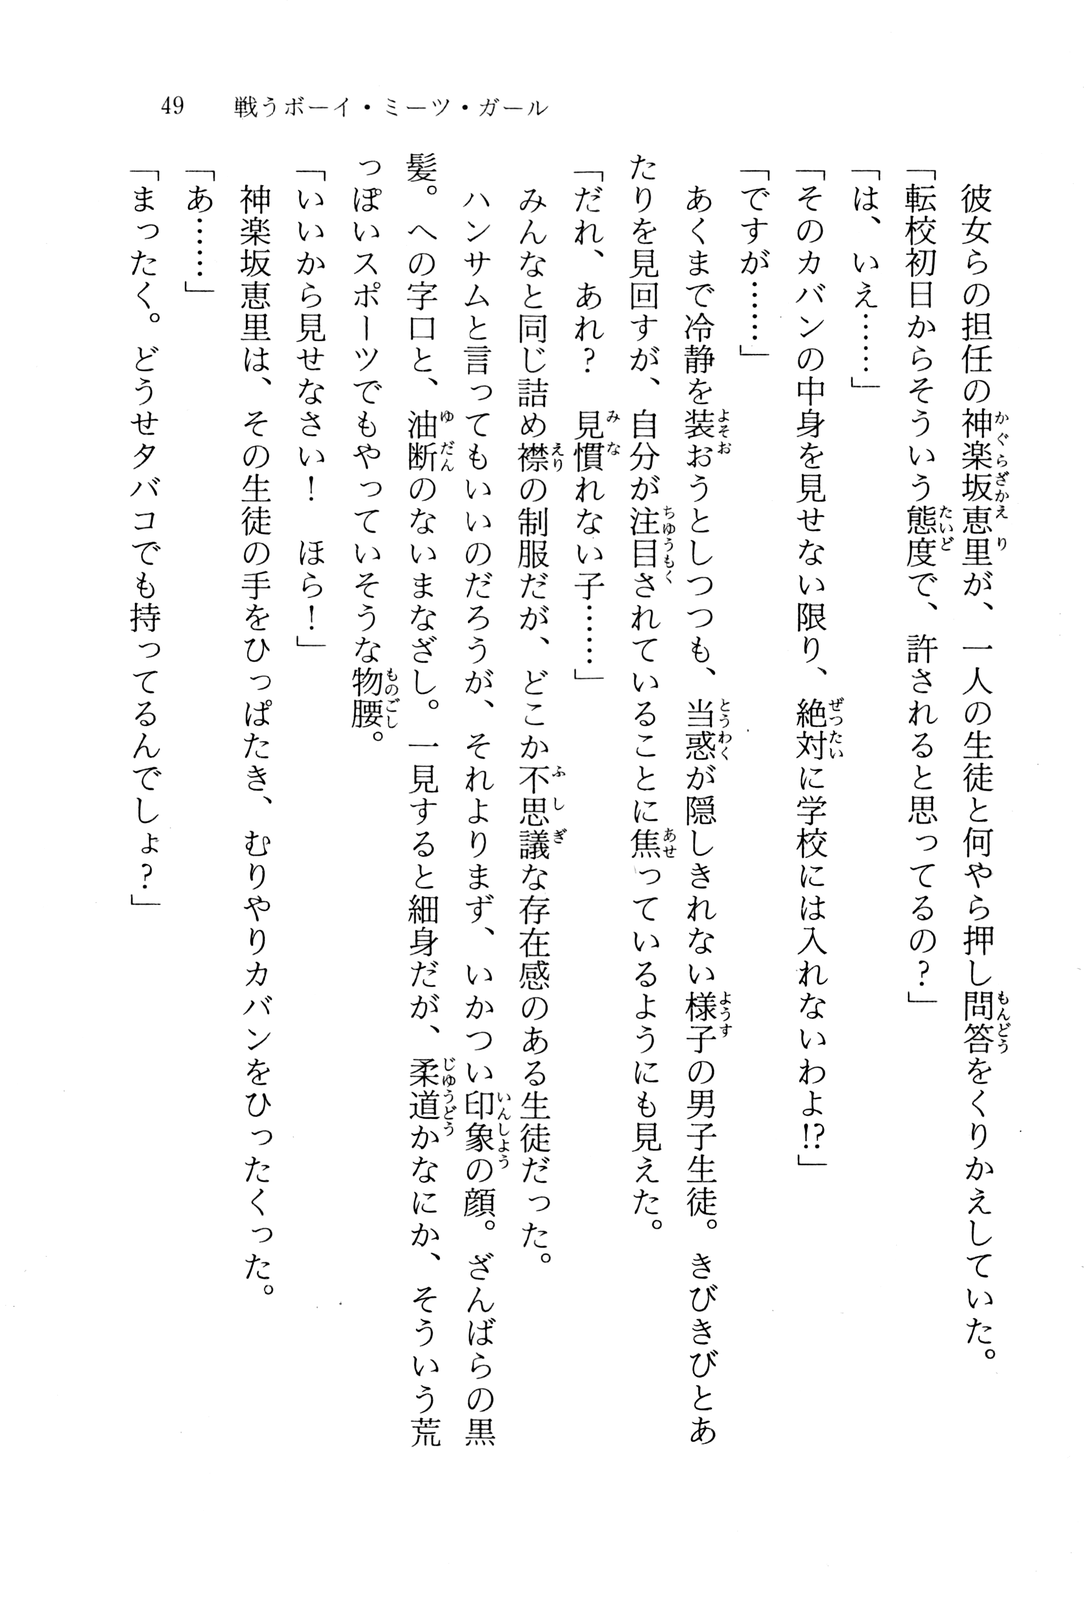 49　戦うボーイ・ミーツ・ガール
　彼女らの担任の神楽坂恵里が、一人の生徒と何やら押し問答をくりかえしていた。
「転校初日からそういう態度で、許されると思ってるの？」
「は、いえ……」
「そのカバンの中身を見せない限り、絶対に学校には入れないわよ!?」
「ですが……」
　あくまで冷静を装おうとしつつも、当惑が隠しきれない様子の男子生徒。きびきびとあ
たりを見回すが、自分が注目されていることに焦っているようにも見えた。
「だれ、あれ？　見慣れない子……」
　みんなと同じ詰め襟の制服だが、どこか不思議な存在感のある生徒だった。
　ハンサムと言ってもいいのだろうが、それよりまず、いかつい印象の顔。ざんばらの黒
髪。への字口と、油断のないまなざし。一見すると細身だが、柔道かなにか、そういう荒
っぽいスポーツでもやっていそうな物腰。
「いいから見せなさい！　ほら！」
　神楽坂恵里は、その生徒の手をひっぱたき、むりやりカバンをひったくった。
「あ……」
「まったく。どうせタバコでも持ってるんでしょ？」